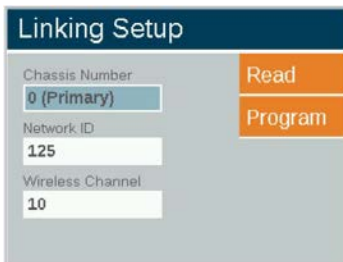 Linking Setup
Chassis Number
0 (Primary)
Network ID
125
Wireless Channel
10
Read
Program